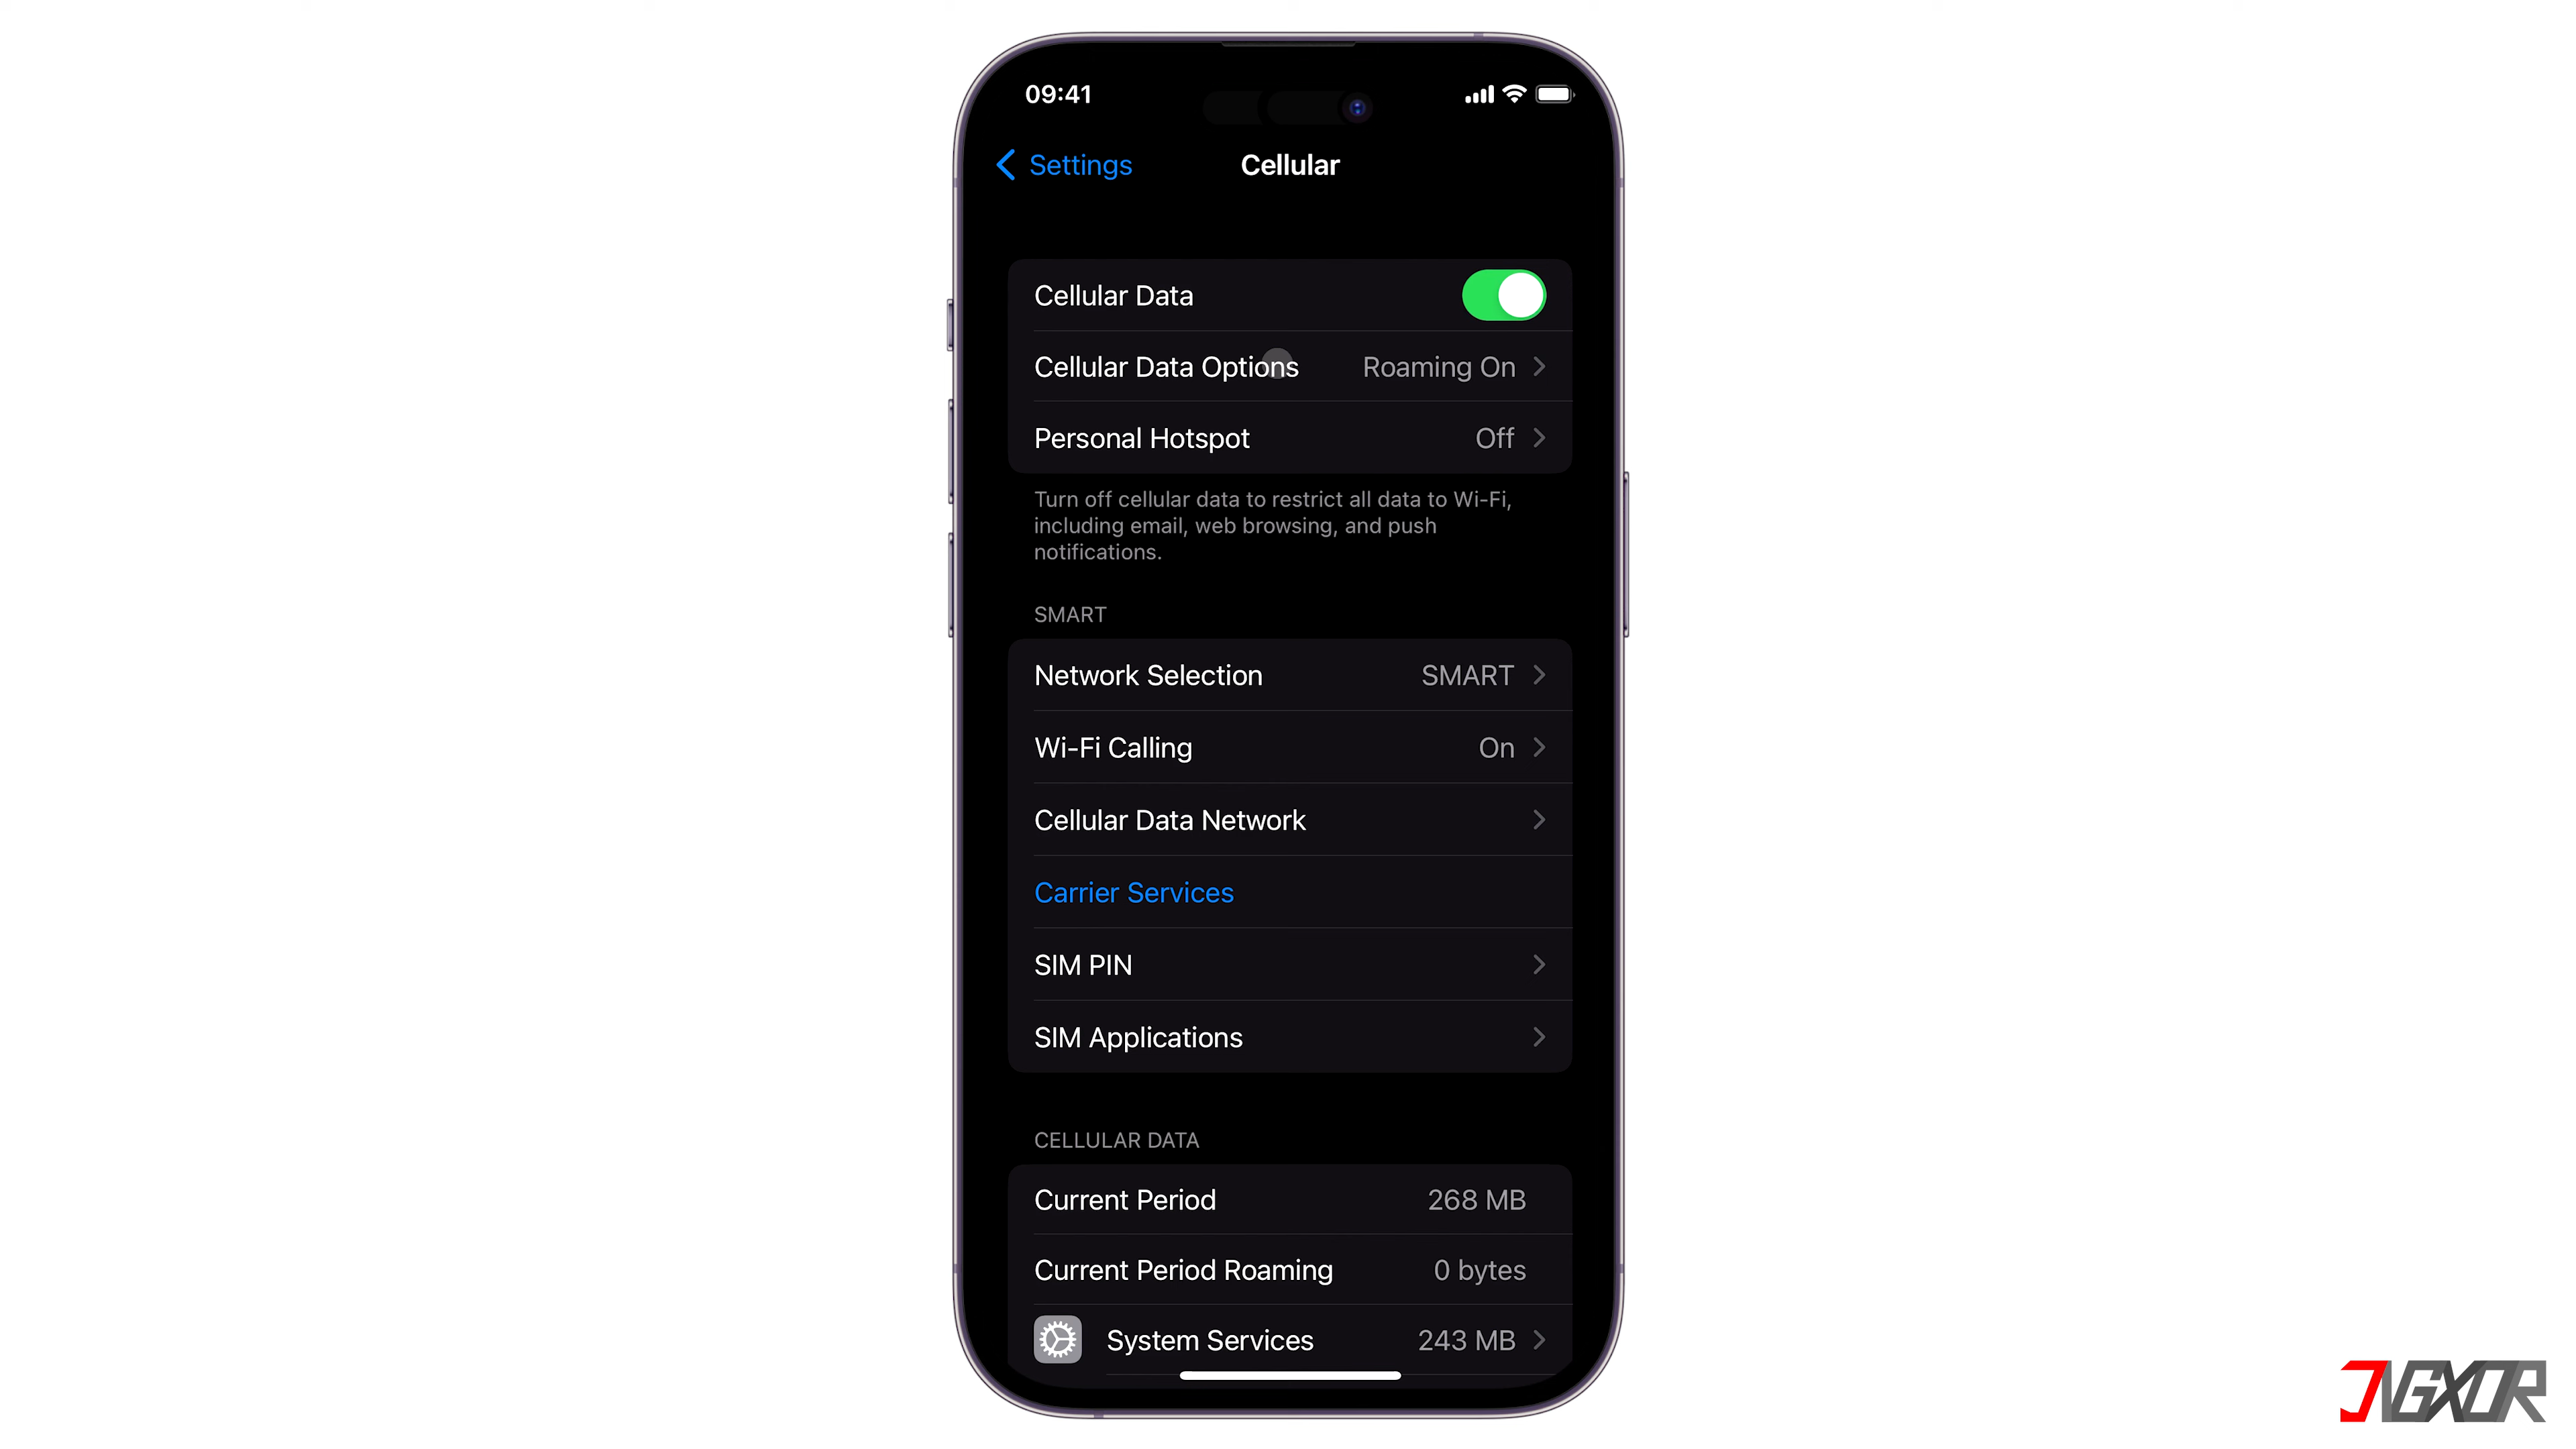 09:41
Settings
Cellular
Cellular Data
Cellular Data Options Roaming On
Personal Hotspot Off
Turn off cellular data to restrict all data to Wi-Fi,
including email, web browsing, and push
notifications.
SMART
Network Selection SMART
Wi-Fi Calling On
Cellular Data Network
Carrier Services
SIM PIN
SIM Applications
CELLULAR DATA
Current Period 268 MB
Current Period Roaming 0 bytes
System Services 243 MB
JNGXOR